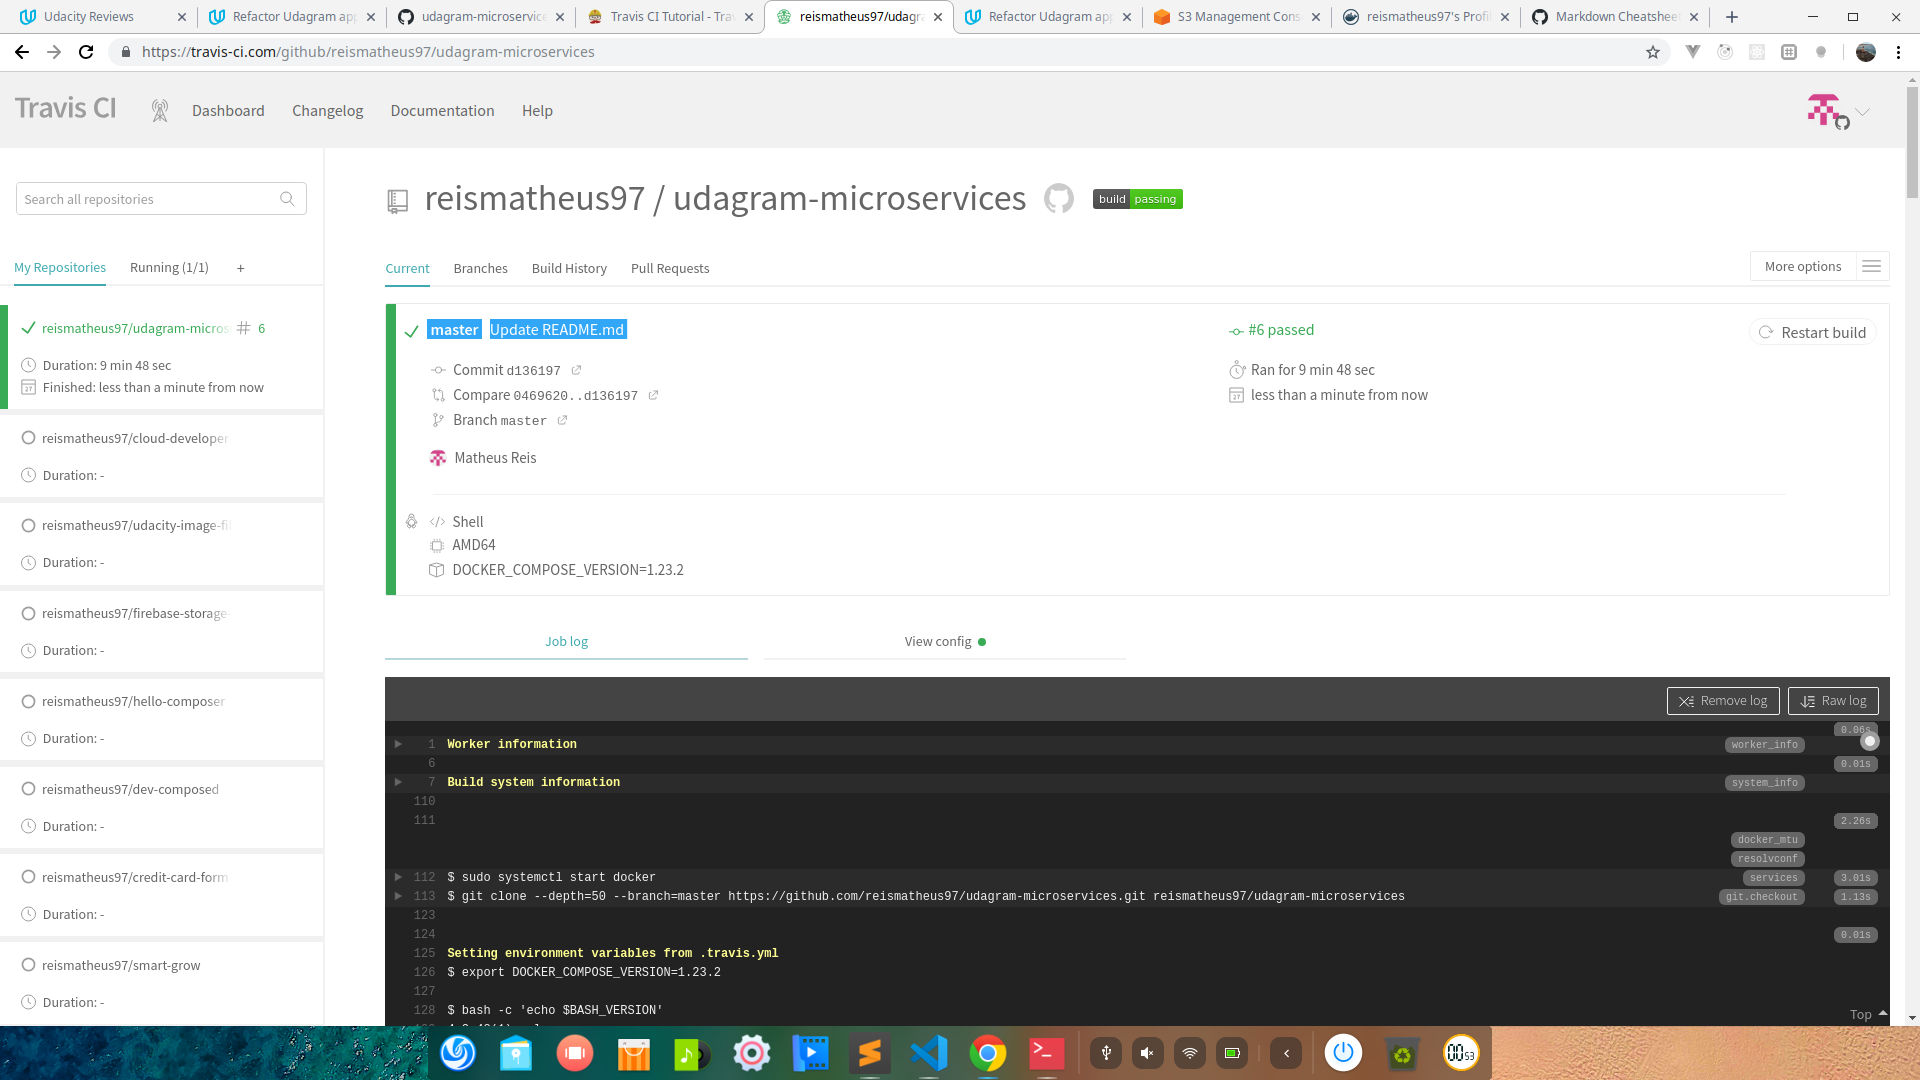 Udacity Reviews
Refactor Udagram app
udagram-microservice
Travis CI Tutorial - Trav
reismatheus97/udagra
Refactor Udagram app
S3 Management Cons
reismatheus97's Profil
Markdown Cheatsheet
https://travis-ci.com/github/reismatheus97/udagram-microservices
Travis CI
Dashboard
Changelog
Documentation
Help
Search all repositories
My Repositories
Running (1/1)
+
reismatheus97/udagram-micros # 6
Duration: 9 min 48 sec
Finished: less than a minute from now
reismatheus97/cloud-developer
Duration: -
reismatheus97/udacity-image-fi
Duration: -
reismatheus97/firebase-storage-
Duration: -
reismatheus97/hello-composer
Duration: -
reismatheus97/dev-composed
Duration: -
reismatheus97/credit-card-form
Duration: -
reismatheus97/smart-grow
Duration: -
reismatheus97 / udagram-microservices
build passing
Current
Branches
Build History
Pull Requests
More options
master Update README.md
#6 passed
Restart build
Commit d136197
Ran for 9 min 48 sec
Compare 0469620..d136197
less than a minute from now
Branch master
Matheus Reis
Shell
AMD64
DOCKER_COMPOSE_VERSION=1.23.2
Job log
View config
Remove log
Raw log
0.06s
1 Worker information worker_info
6 0.01s
7 Build system information system_info
110
111 2.26s
docker_mtu
resolvconf
112 $ sudo systemctl start docker services 3.01s
113 $ git clone --depth=50 --branch=master https://github.com/reismatheus97/udagram-microservices.git reismatheus97/udagram-microservices git.checkout 1.13s
123
124 0.01s
125 Setting environment variables from .travis.yml
126 $ export DOCKER_COMPOSE_VERSION=1.23.2
127
128 $ bash -c 'echo $BASH_VERSION'
Top
00 53